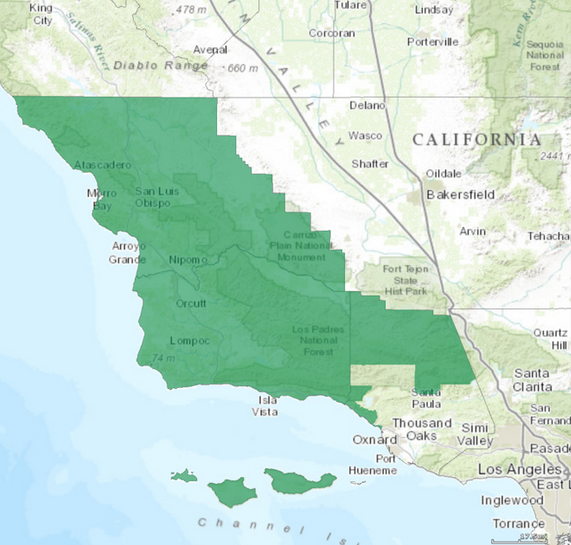 King
City
Salinas River
.478 m
Tulare
Lindsay
Corcoran
Porterville
Kern Rive
Avenal
Sequoia
National
Forest
Diablo Range
.660 m
VALLEY
Delano
Wasco
CALIFORNIA
Shafter
2441 m
Atascadero
Oildale
Morro
Bay
San Luis
Obispo
Bakersfield
Arvin
Tehacha
Carrizo
Plain National
Monument
Arroyo
Grande
Nipomo
Fort Tejon
State
Hist Park
Orcutt
Los Padres
National
Forest
Quartz
Hill
Lompoc
74 m
Santa
Clarita
Isla
Vista
Santa
Paula
San
Fernand
Thousand
Oaks
Simi
Valley
Oxnard
Pasade
Port
Hueneme
Los Angeles
East L
Inglewood
Channel Isl
Torrance